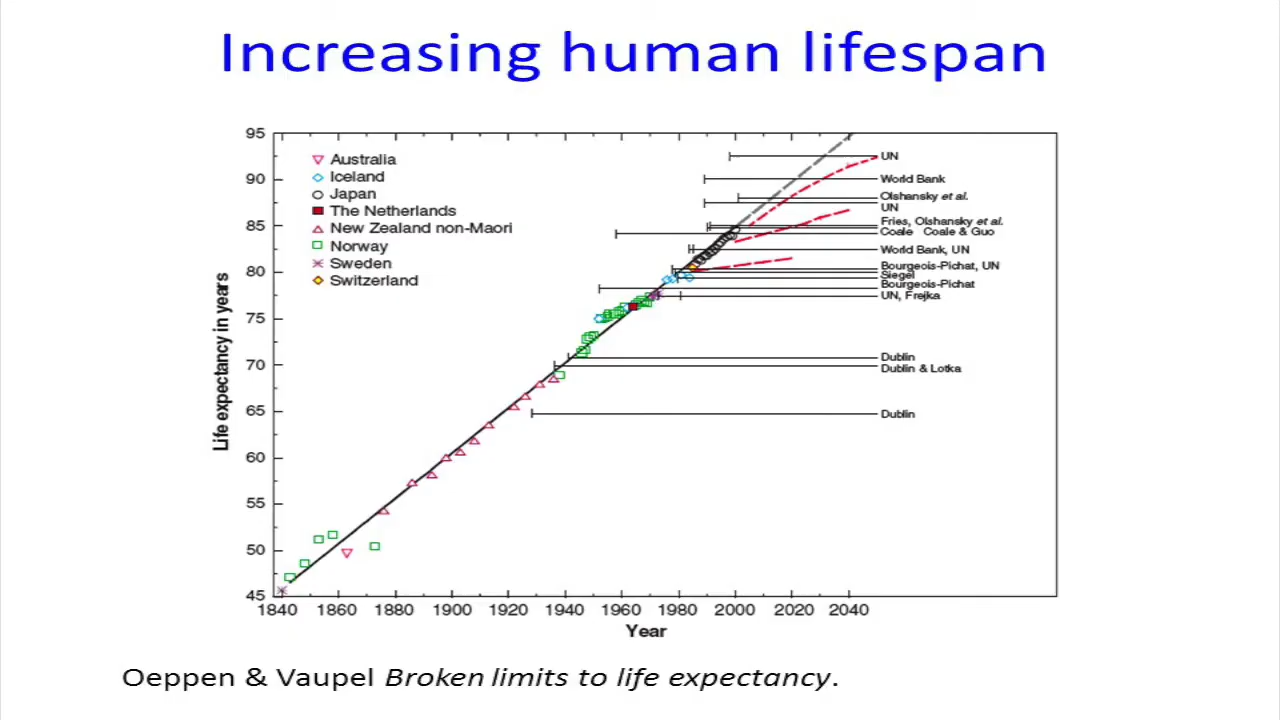 Increasing human lifespan
95
90
85
80
75
70
65
60
55
50
45
Life expectancy in years
Australia
Iceland
Japan
The Netherlands
New Zealand non-Maori
Norway
Sweden
Switzerland
UN
World Bank
Olshansky et al.
UN
Fries, Olshansky et al.
Coale Coale & Guo
World Bank, UN
Bourgeois-Pichat, UN
Siegel
Bourgeois-Pichat
UN, Frejka
Dublin
Dublin & Lotka
Dublin
1840 1860 1880 1900 1920 1940 1960 1980 2000 2020 2040
Year
Oeppen & Vaupel Broken limits to life expectancy.